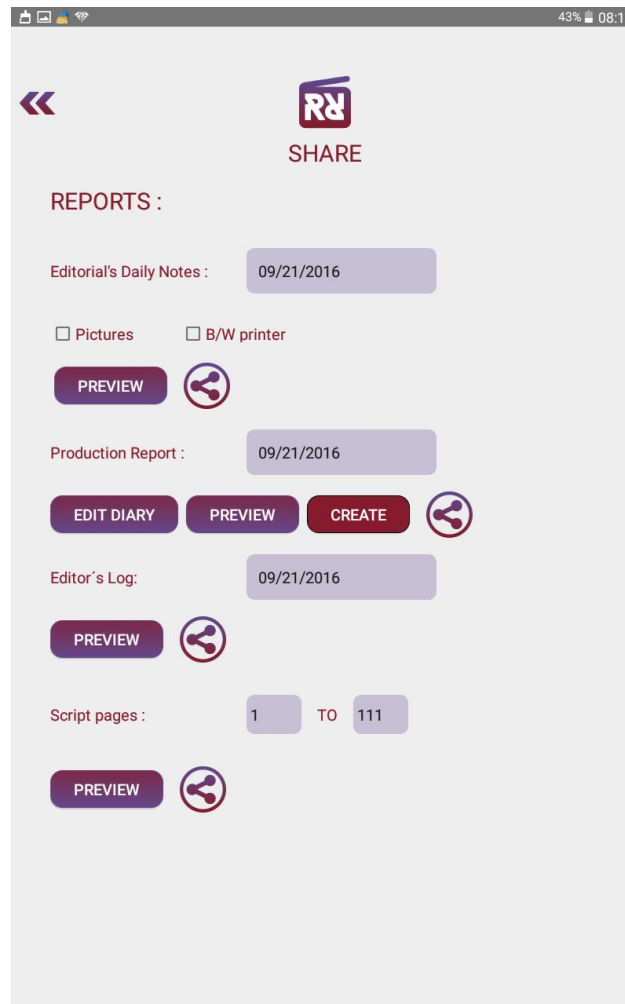 43% 08:1
SHARE
REPORTS :
Editorial's Daily Notes : 09/21/2016
Pictures B/W printer
PREVIEW
Production Report : 09/21/2016
EDIT DIARY PREVIEW CREATE
Editor´s Log: 09/21/2016
PREVIEW
Script pages : 1 TO 111
PREVIEW